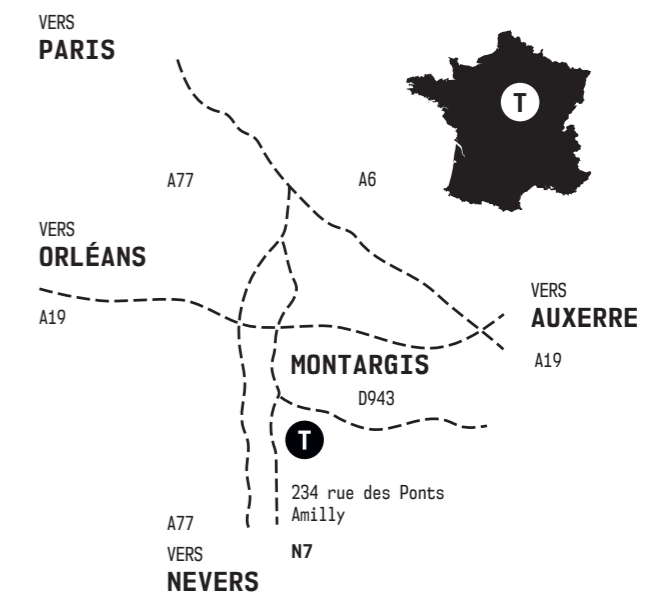 VERS
PARIS
T
A77
A6
VERS
ORLÉANS
A19
VERS
AUXERRE
A19
MONTARGIS
D943
T
234 rue des Ponts
Amilly
A77
N7
VERS
NEVERS